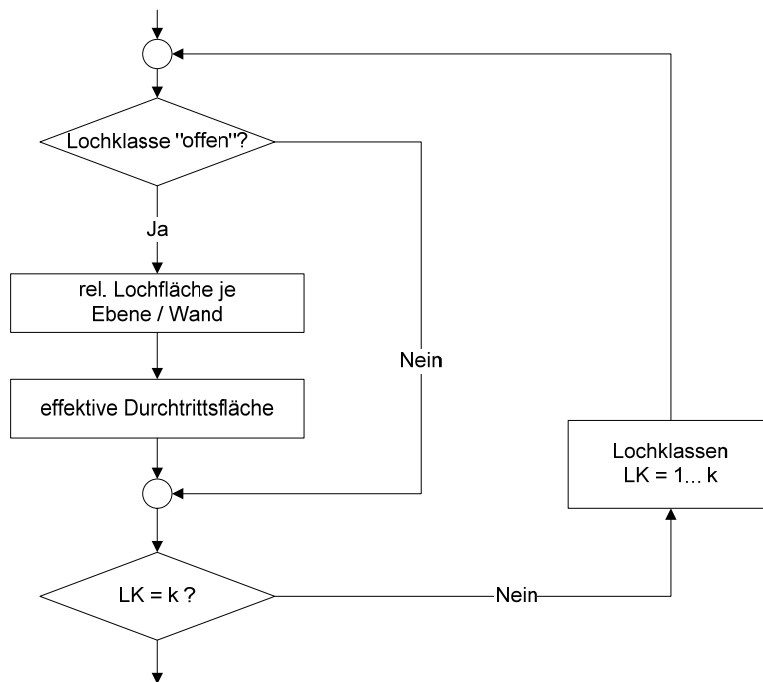 Lochklasse "offen"?
Ja
rel. Lochfläche je
Ebene / Wand
Nein
effektive Durchtrittsfläche
Lochklassen
LK = 1... k
LK = k ?
Nein